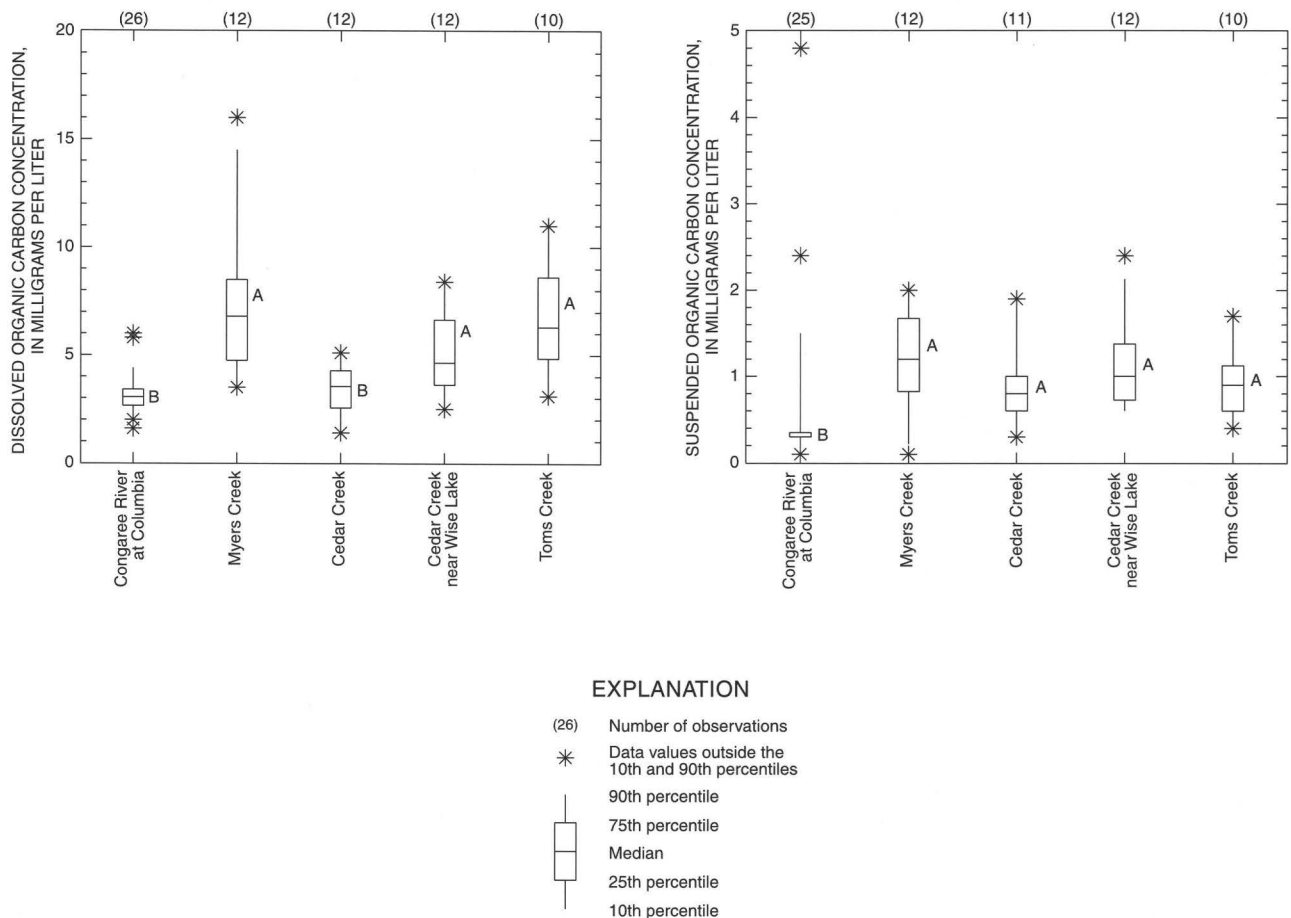 (26) (12) (12) (12) (10)
DISSOLVED ORGANIC CARBON CONCENTRATION,
IN MILLIGRAMS PER LITER
20
15
10
5
0
B
A
B
A
A
Congaree River
at Columbia
Myers Creek
Cedar Creek
Cedar Creek
near Wise Lake
Toms Creek
(25) (12) (11) (12) (10)
SUSPENDED ORGANIC CARBON CONCENTRATION,
IN MILLIGRAMS PER LITER
5
4
3
2
1
0
B
A
A
A
A
Congaree River
at Columbia
Myers Creek
Cedar Creek
Cedar Creek
near Wise Lake
Toms Creek
EXPLANATION
(26) Number of observations
Data values outside the
10th and 90th percentiles
90th percentile
75th percentile
Median
25th percentile
10th percentile